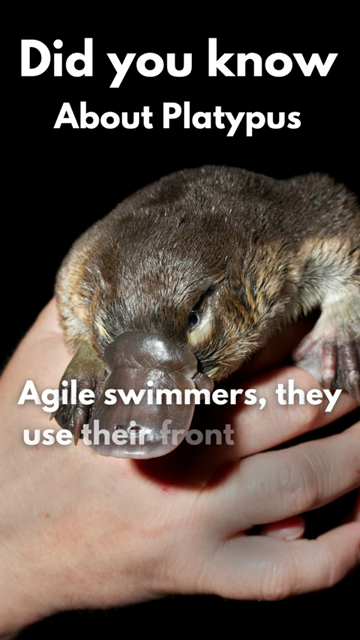 Did you know
About Platypus
Agile swimmers, they
use their front